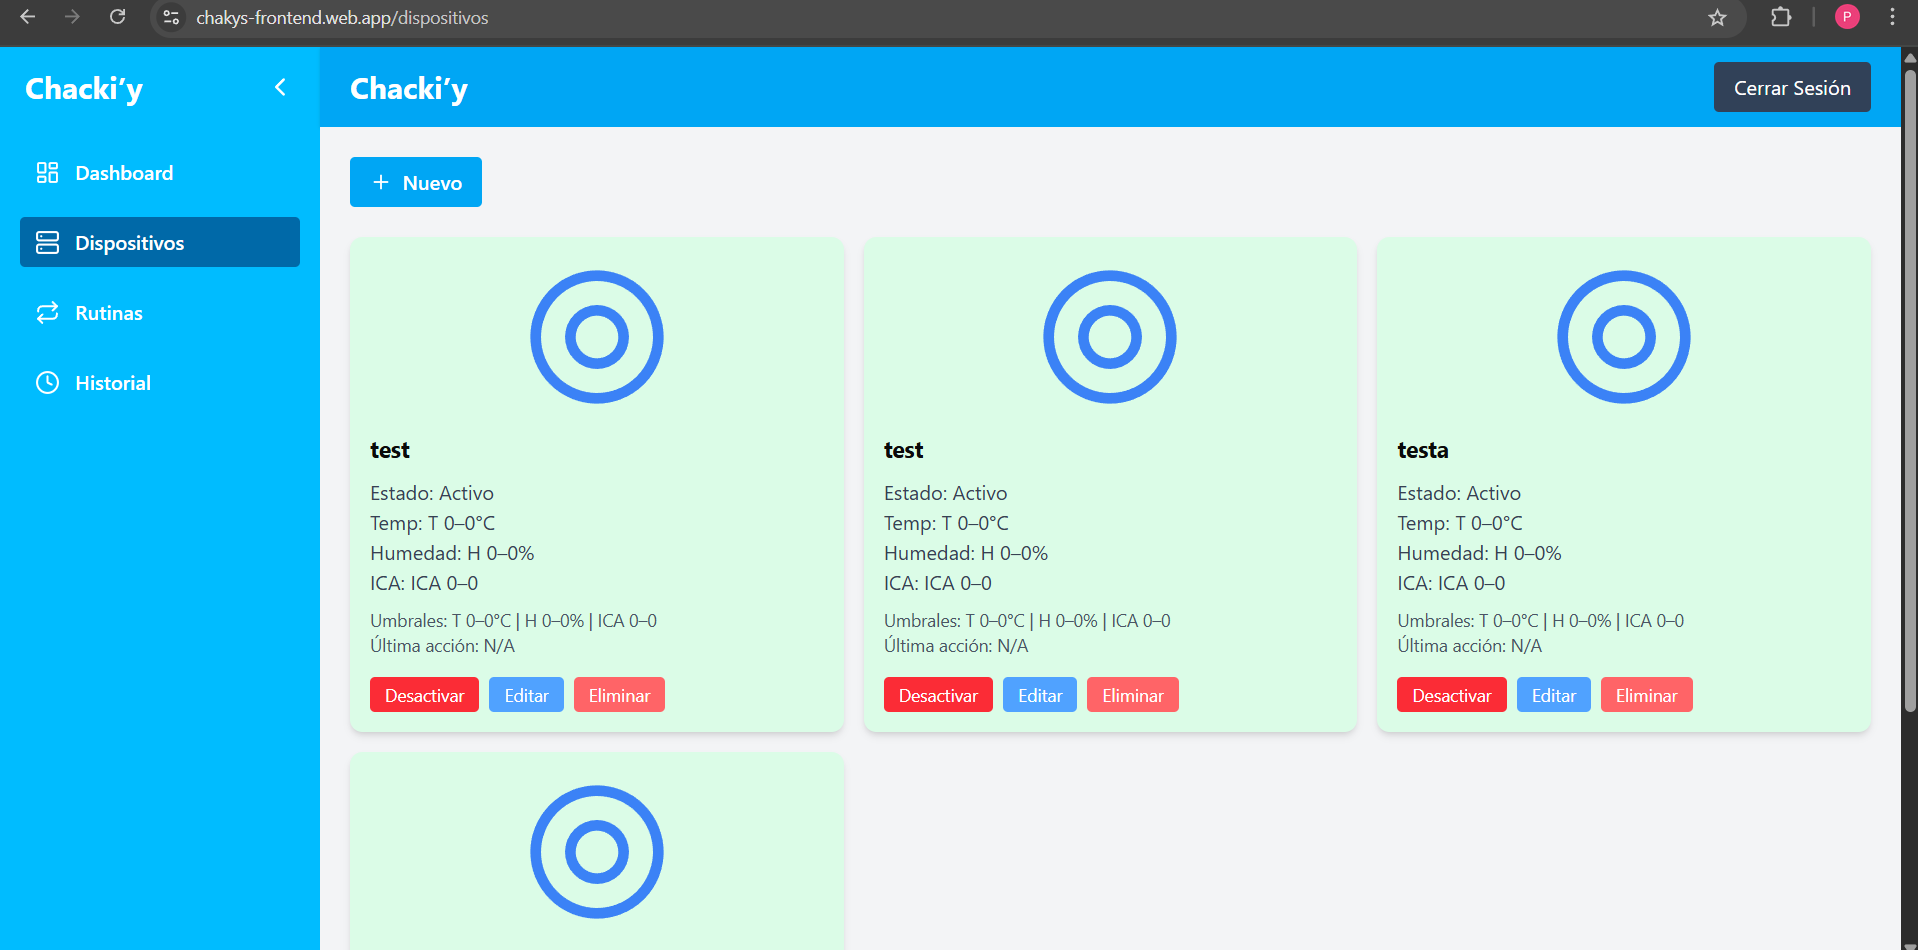 chakys-frontend.web.app/dispositivos
P
Chacki’y
Dashboard
Dispositivos
Rutinas
Historial
Chacki’y
Cerrar Sesión
+ Nuevo
test
Estado: Activo
Temp: T 0–0°C
Humedad: H 0–0%
ICA: ICA 0–0
Umbrales: T 0–0°C | H 0–0% | ICA 0–0
Última acción: N/A
Desactivar Editar Eliminar
test
Estado: Activo
Temp: T 0–0°C
Humedad: H 0–0%
ICA: ICA 0–0
Umbrales: T 0–0°C | H 0–0% | ICA 0–0
Última acción: N/A
Desactivar Editar Eliminar
testa
Estado: Activo
Temp: T 0–0°C
Humedad: H 0–0%
ICA: ICA 0–0
Umbrales: T 0–0°C | H 0–0% | ICA 0–0
Última acción: N/A
Desactivar Editar Eliminar